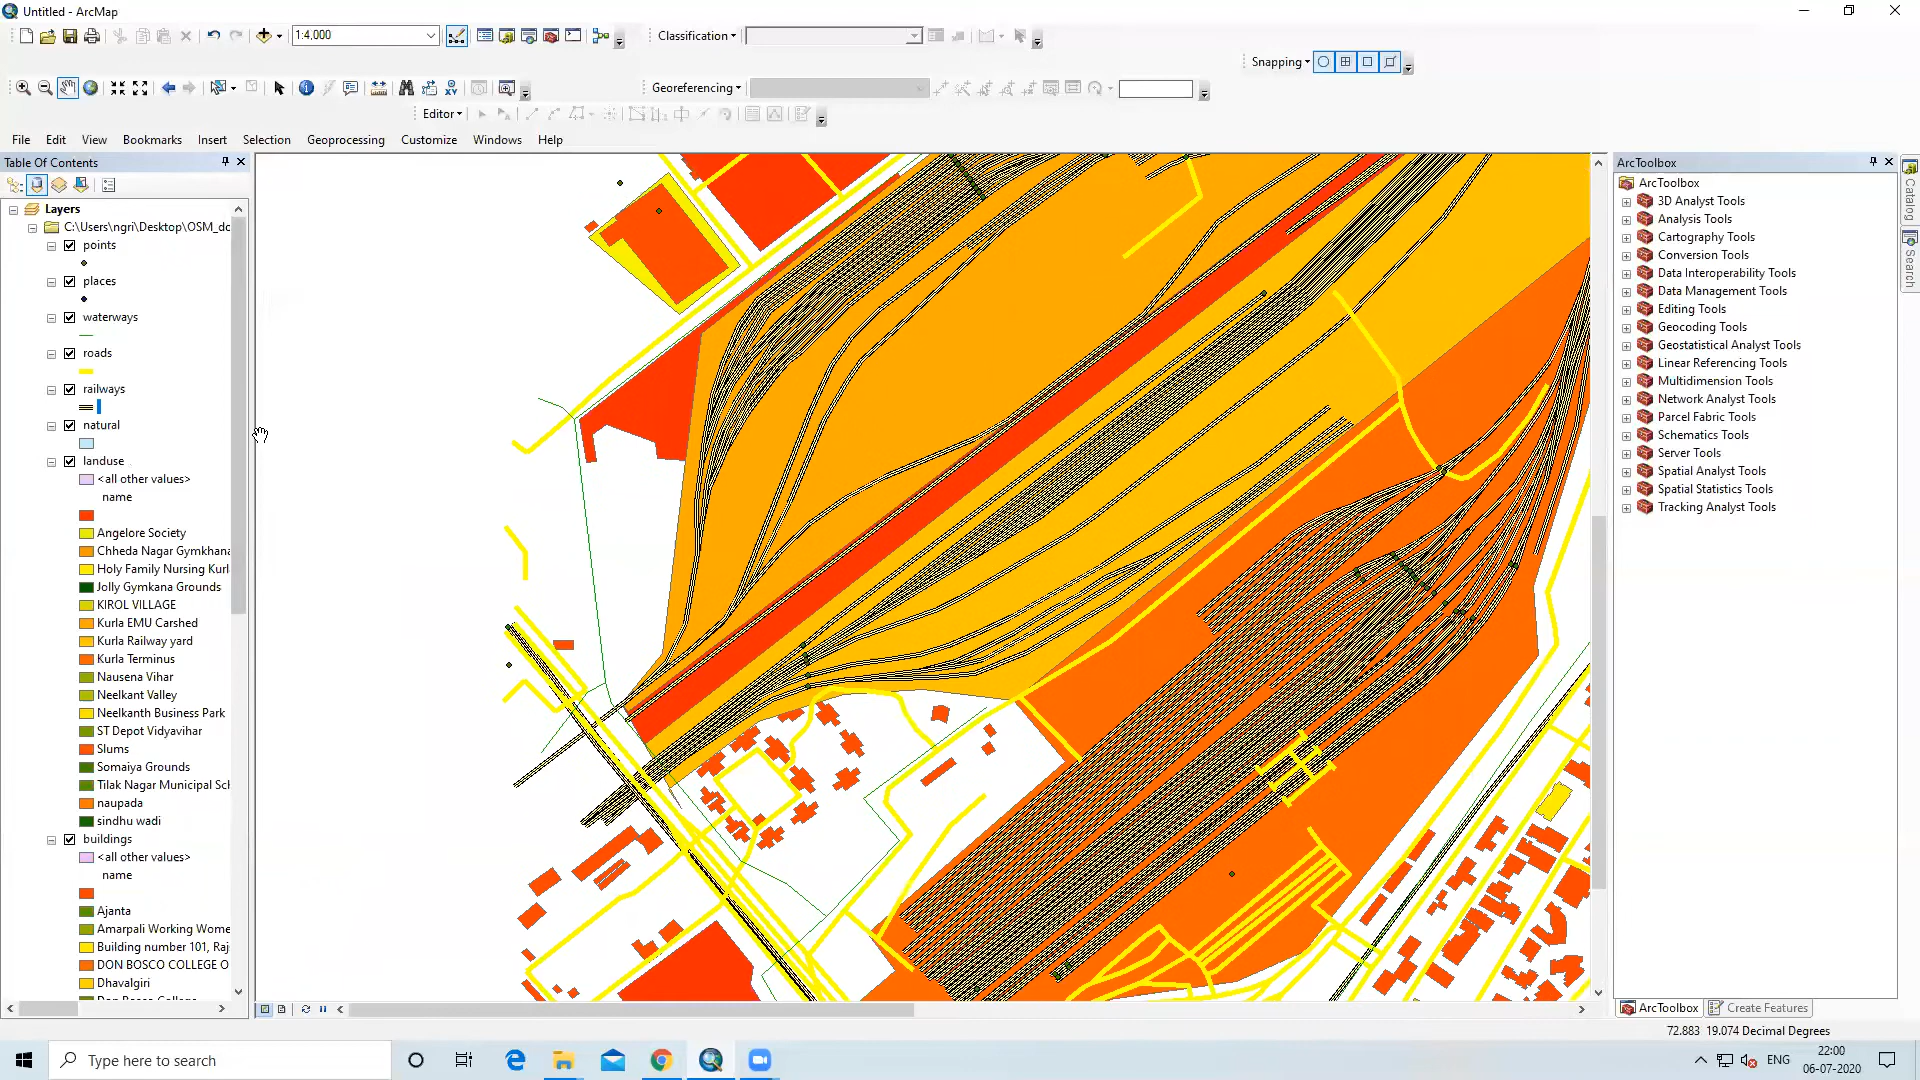 Untitled - ArcMap
1:4,000
Classification
Snapping
Georeferencing
Editor
File Edit View Bookmarks Insert Selection Geoprocessing Customize Windows Help
Table Of Contents
Layers
C:\Users\ngri\Desktop\OSM_dc
points
places
waterways
roads
railways
natural
landuse
<all other values>
name
Angelore Society
Chheda Nagar Gymkhana
Holy Family Nursing Kurl
Jolly Gymkana Grounds
KIROL VILLAGE
Kurla EMU Carshed
Kurla Railway yard
Kurla Terminus
Nausena Vihar
Neelkant Valley
Neelkanth Business Park
ST Depot Vidyavihar
Slums
Somaiya Grounds
Tilak Nagar Municipal Scl
naupada
sindhu wadi
buildings
<all other values>
name
Ajanta
Amarpali Working Wome
Building number 101, Raj
DON BOSCO COLLEGE O
Dhavalgiri
Don Bosco College
ArcToolbox
ArcToolbox
3D Analyst Tools
Analysis Tools
Cartography Tools
Conversion Tools
Data Interoperability Tools
Data Management Tools
Editing Tools
Geocoding Tools
Geostatistical Analyst Tools
Linear Referencing Tools
Multidimension Tools
Network Analyst Tools
Parcel Fabric Tools
Schematics Tools
Server Tools
Spatial Analyst Tools
Spatial Statistics Tools
Tracking Analyst Tools
Catalog
Search
ArcToolbox Create Features
72.883 19.074 Decimal Degrees
Type here to search
ENG
22:00
06-07-2020